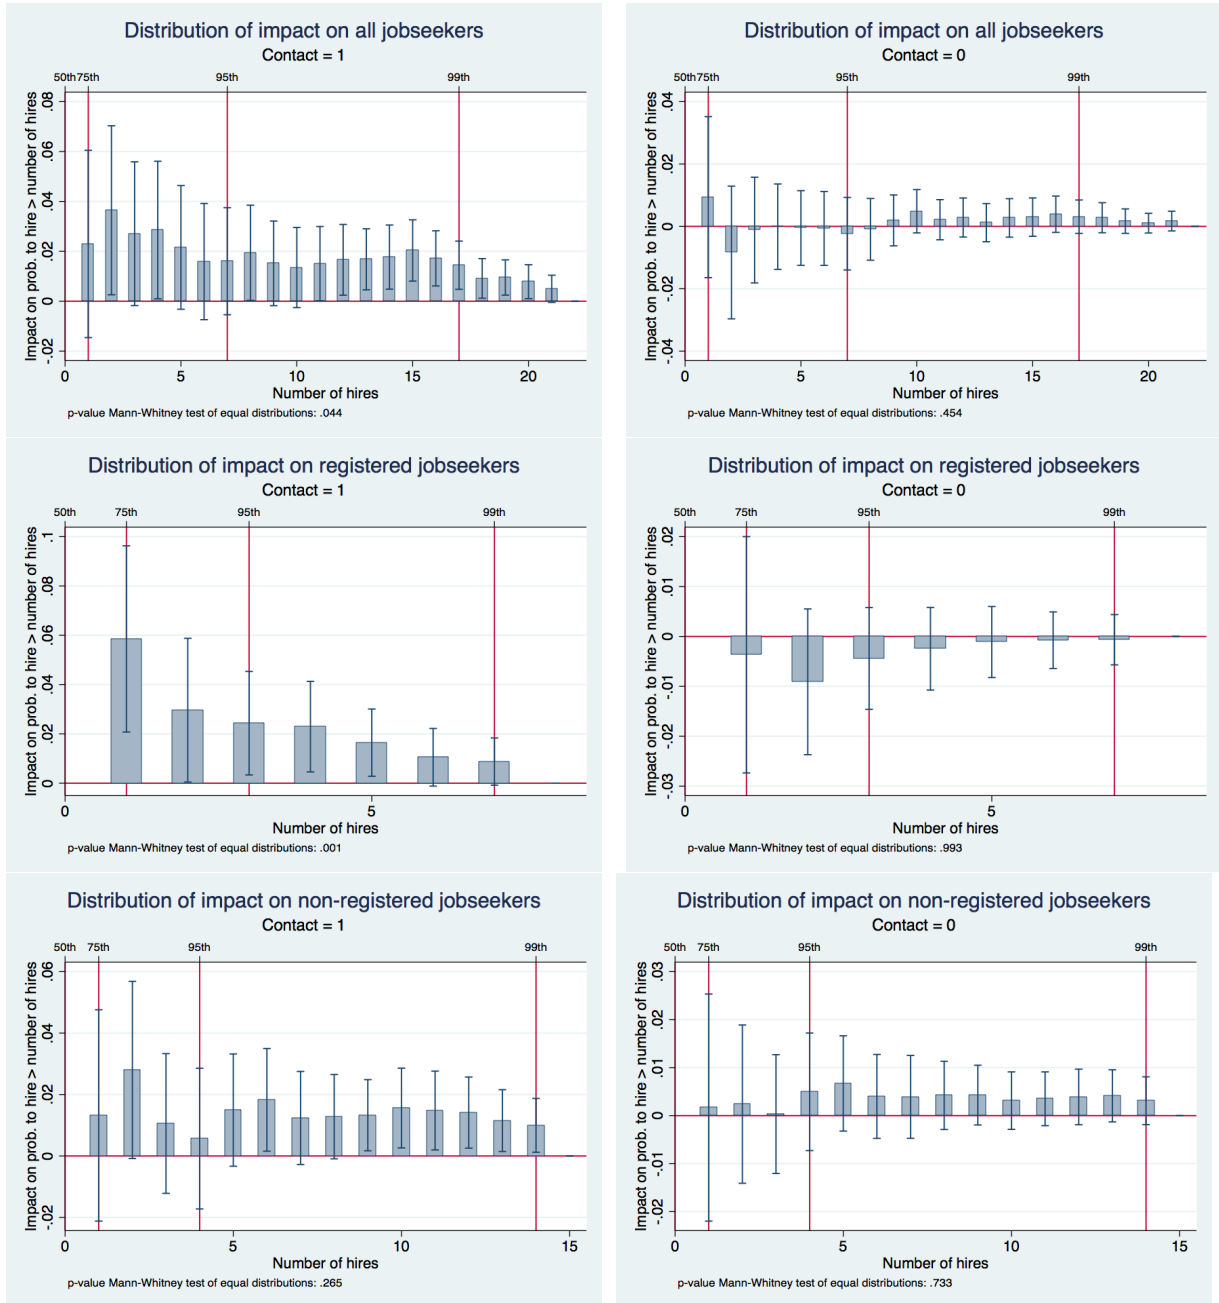 Distribution of impact on all jobseekers
Contact = 1
50th 75th 95th 99th
Impact on prob. to hire > number of hires
.08
.06
.04
.02
0
-.02
0 5 10 15 20
Number of hires
p-value Mann-Whitney test of equal distributions: .044
Distribution of impact on all jobseekers
Contact = 0
50th 75th 95th 99th
Impact on prob. to hire > number of hires
.04
.02
0
-.02
-.04
0 5 10 15 20
Number of hires
p-value Mann-Whitney test of equal distributions: .454
Distribution of impact on registered jobseekers
Contact = 1
50th 75th 95th 99th
Impact on prob. to hire > number of hires
.1
.08
.06
.04
.02
0
0 5
Number of hires
p-value Mann-Whitney test of equal distributions: .001
Distribution of impact on registered jobseekers
Contact = 0
50th 75th 95th 99th
Impact on prob. to hire > number of hires
.02
.01
0
-.01
-.02
-.03
0 5
Number of hires
p-value Mann-Whitney test of equal distributions: .993
Distribution of impact on non-registered jobseekers
Contact = 1
50th 75th 95th 99th
Impact on prob. to hire > number of hires
.06
.04
.02
0
-.02
0 5 10 15
Number of hires
p-value Mann-Whitney test of equal distributions: .265
Distribution of impact on non-registered jobseekers
Contact = 0
50th 75th 95th 99th
Impact on prob. to hire > number of hires
.03
.02
.01
0
-.01
-.02
0 5 10 15
Number of hires
p-value Mann-Whitney test of equal distributions: .733